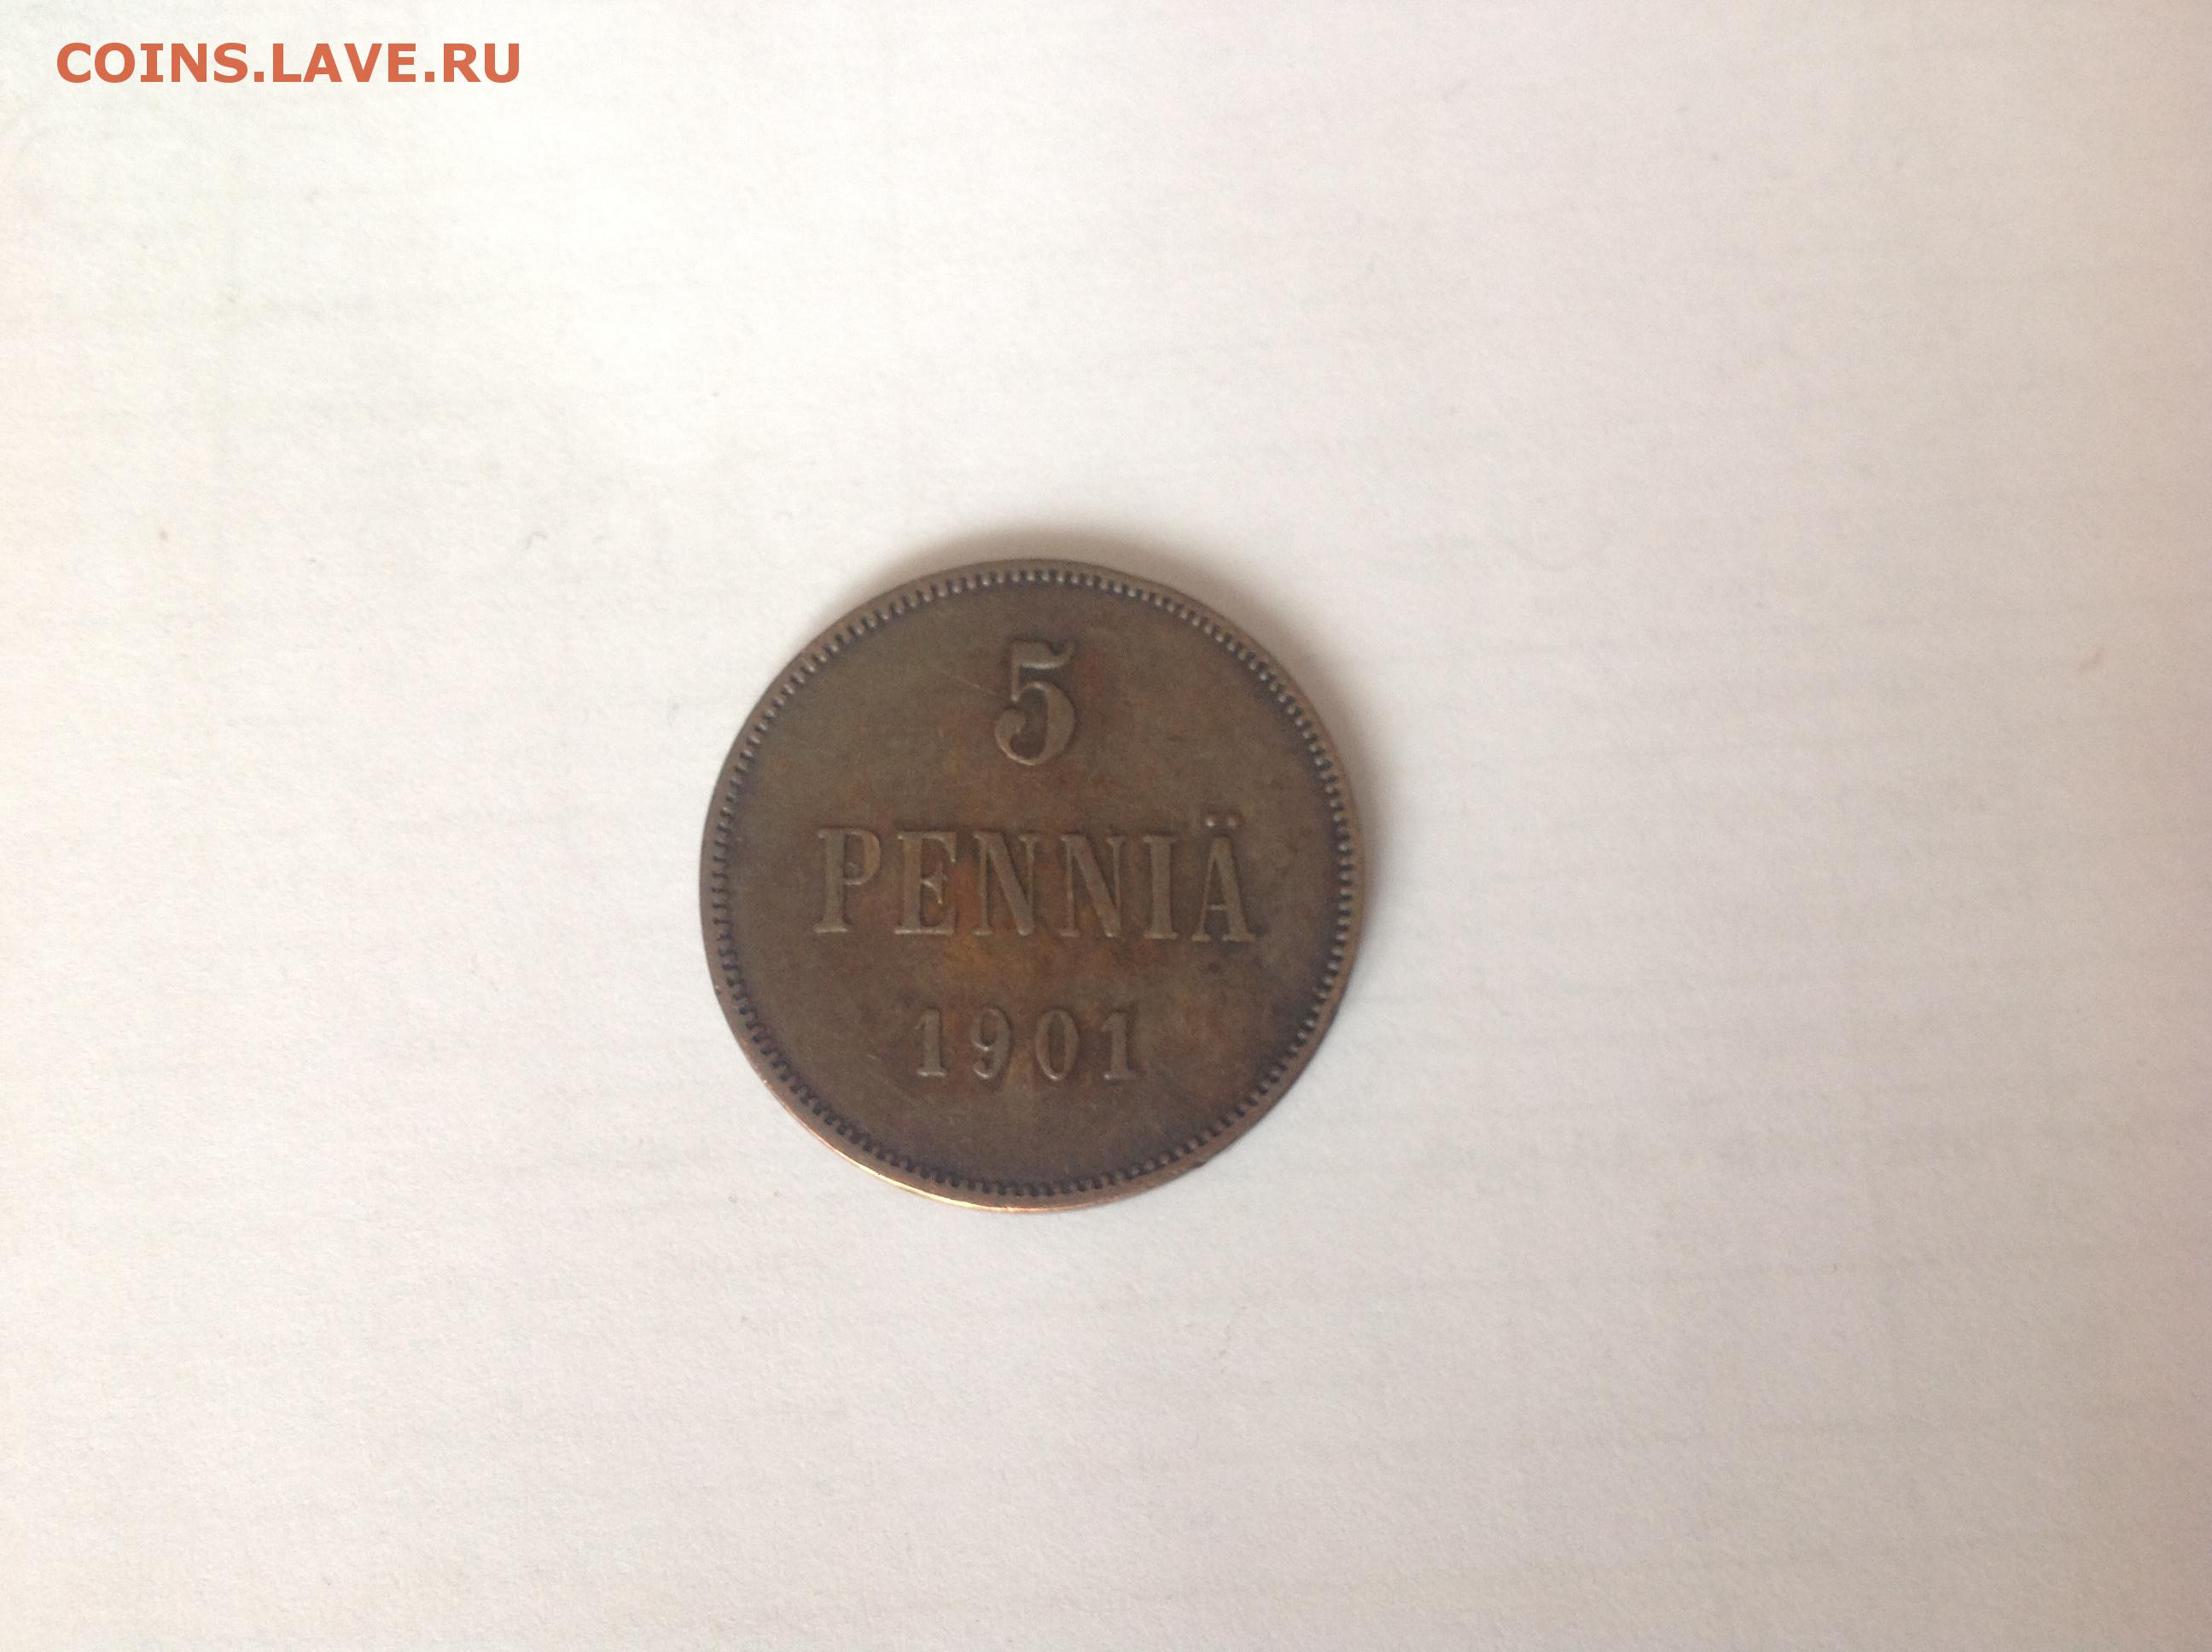 COINS.LAVE.RU
5
PENNIÄ
1901